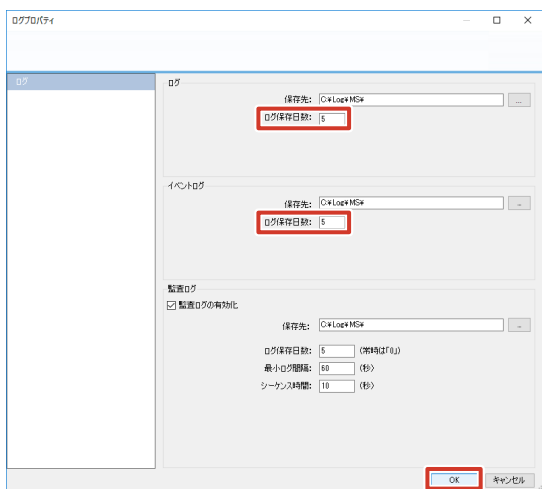 ログプロパティ
ログ
ログ
保存先: C:¥Log¥MS¥ ...
ログ保存日数: 5
イベントログ
保存先: C:¥Log¥MS¥ ...
ログ保存日数: 5
監査ログ
監査ログの有効化
保存先: C:¥Log¥MS¥ ...
ログ保存日数: 5 (常時は「0」)
最小ログ間隔: 60 (秒)
シーケンス時間: 10 (秒)
OK キャンセル